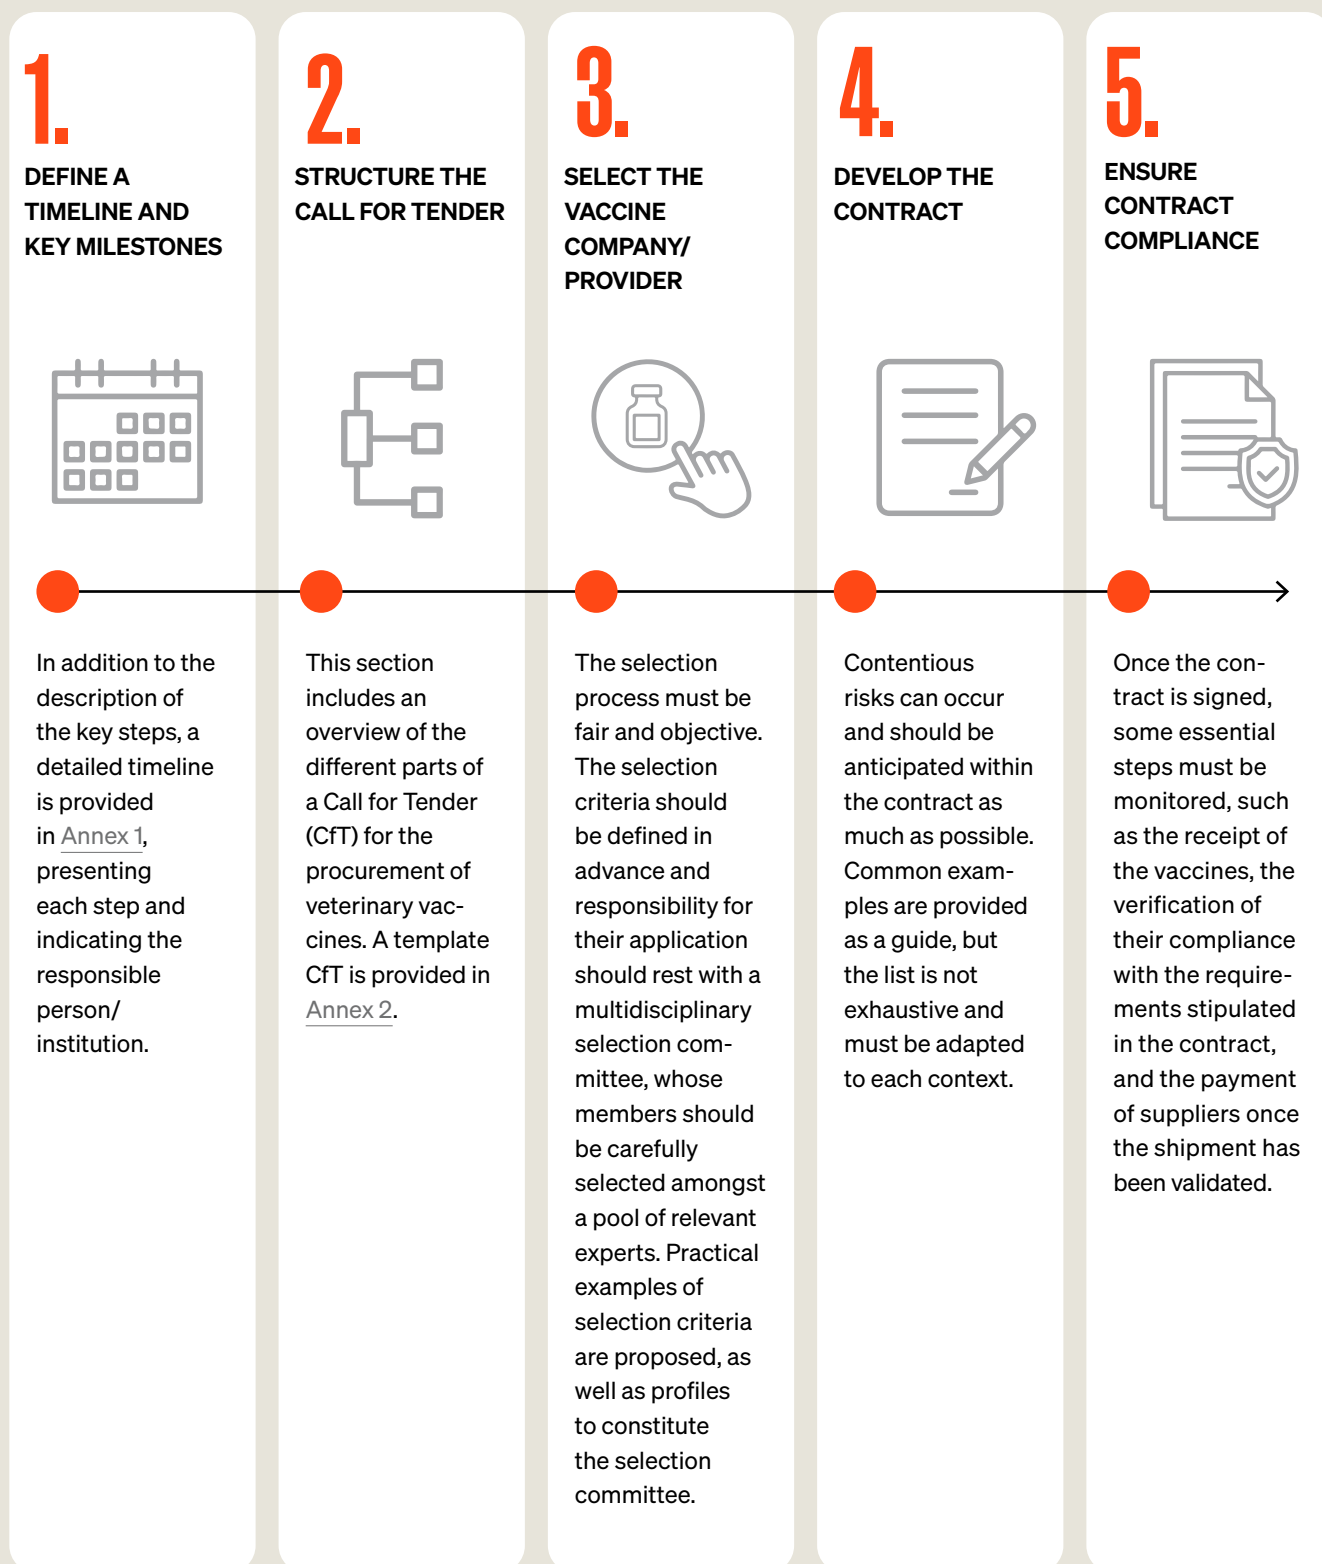 1.
DEFINE A
TIMELINE AND
KEY MILESTONES
In addition to the
description of
the key steps, a
detailed timeline
is provided
in Annex 1,
presenting
each step and
indicating the
responsible
person/
institution.
2.
STRUCTURE THE
CALL FOR TENDER
This section
includes an
overview of the
different parts of
a Call for Tender
(CfT) for the
procurement of
veterinary vac-
cines. A template
CfT is provided in
Annex 2.
3.
SELECT THE
VACCINE
COMPANY/
PROVIDER
The selection
process must be
fair and objective.
The selection
criteria should
be defined in
advance and
responsibility for
their application
should rest with a
multidisciplinary
selection com-
mittee, whose
members should
be carefully
selected amongst
a pool of relevant
experts. Practical
examples of
selection criteria
are proposed, as
well as profiles
to constitute
the selection
committee.
4.
DEVELOP THE
CONTRACT
Contentious
risks can occur
and should be
anticipated within
the contract as
much as possible.
Common exam-
ples are provided
as a guide, but
the list is not
exhaustive and
must be adapted
to each context.
5.
ENSURE
CONTRACT
COMPLIANCE
Once the con-
tract is signed,
some essential
steps must be
monitored, such
as the receipt of
the vaccines, the
verification of
their compliance
with the require-
ments stipulated
in the contract,
and the payment
of suppliers once
the shipment has
been validated.